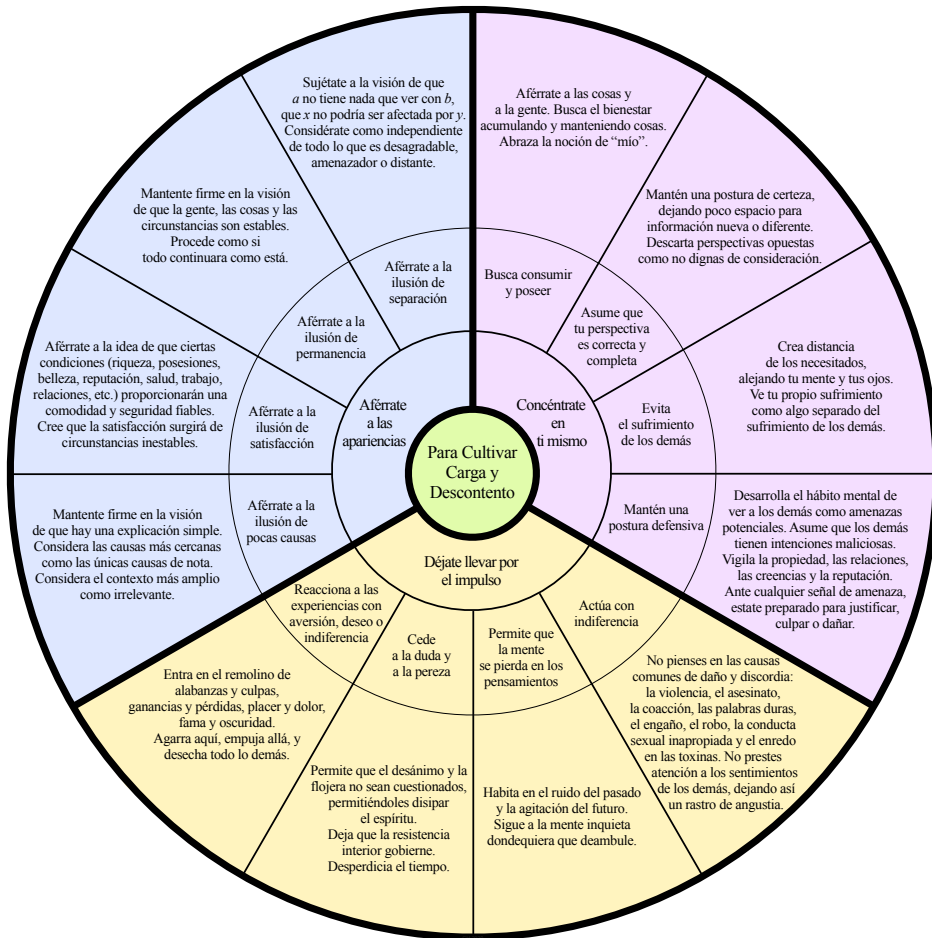 Para Cultivar
Carga y
Descontento
Concéntrate
en
ti mismo
Busca consumir
y poseer
Aférrate a las cosas y
a la gente. Busca el bienestar
acumulando y manteniendo cosas.
Abraza la noción de “mío”.
Asume que
tu perspectiva
es correcta y
completa
Mantén una postura de certeza,
dejando poco espacio para
información nueva o diferente.
Descarta perspectivas opuestas
como no dignas de consideración.
Evita
el sufrimiento
de los demás
Crea distancia
de los necesitados,
alejando tu mente y tus ojos.
Ve tu propio sufrimiento
como algo separado del
sufrimiento de los demás.
Mantén una
postura defensiva
Desarrolla el hábito mental de
ver a los demás como amenazas
potenciales. Asume que los demás
tienen intenciones maliciosas.
Vigila la propiedad, las relaciones,
las creencias y la reputación.
Ante cualquier señal de amenaza,
estate preparado para justificar,
culpar o dañar.
Déjate llevar por
el impulso
Actúa con
indiferencia
No pienses en las causas
comunes de daño y discordia:
la violencia, el asesinato,
la coacción, las palabras duras,
el engaño, el robo, la conducta
sexual inapropiada y el enredo
en las toxinas. No prestes
atención a los sentimientos
de los demás, dejando así
un rastro de angustia.
Permite que
la mente
se pierda en los
pensamientos
Habita en el ruido del pasado
y la agitación del futuro.
Sigue a la mente inquieta
dondequiera que deambule.
Cede
a la duda y
a la pereza
Permite que el desánimo y la
flojera no sean cuestionados,
permitiéndoles disipar
el espíritu.
Deja que la resistencia
interior gobierne.
Desperdicia el tiempo.
Reacciona a las
experiencias con
aversión, deseo o
indiferencia
Entra en el remolino de
alabanzas y culpas,
ganancias y pérdidas, placer y dolor,
fama y oscuridad.
Agarra aquí, empuja allá, y
desecha todo lo demás.
Aférrate
a las
apariencias
Aférrate a la
ilusión de
pocas causas
Mantente firme en la visión
de que hay una explicación simple.
Considera las causas más cercanas
como las únicas causas de nota.
Considera el contexto más amplio
como irrelevante.
Aférrate a la
ilusión de
satisfacción
Aférrate a la idea de que ciertas
condiciones (riqueza, posesiones,
belleza, reputación, salud, trabajo,
relaciones, etc.) proporcionarán una
comodidad y seguridad fiables.
Cree que la satisfacción surgirá de
circunstancias inestables.
Aférrate a la
ilusión de
permanencia
Mantente firme en la visión
de que la gente, las cosas y las
circunstancias son estables.
Procede como si
todo continuara como está.
Aférrate a la
ilusión de
separación
Sujétate a la visión de que
a no tiene nada que ver con b,
que x no podría ser afectada por y.
Considérate como independiente
de todo lo que es desagradable,
amenazador o distante.